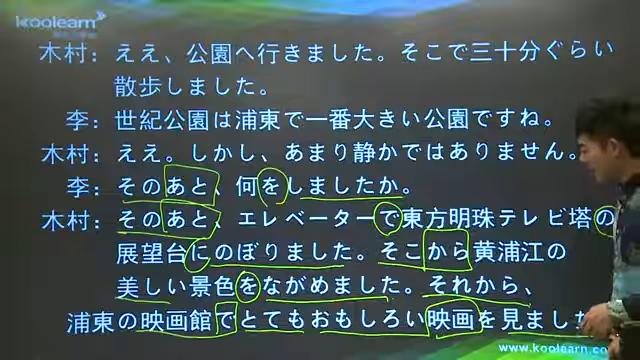 koolearn
木村：ええ、公園へ行きました。そこで三十分ぐらい
散歩しました。
李：世紀公園は浦東で一番大きい公園ですね。
木村：ええ。しかし、あまり静かではありません。
李：そのあと、何をしましたか。
木村：そのあと、エレベーターで東方明珠テレビ塔の
展望台にのぼりました。そこから黄浦江の
美しい景色をながめました。それから、
浦東の映画館でとてもおもしろい映画を見まし
www.koolearn.co